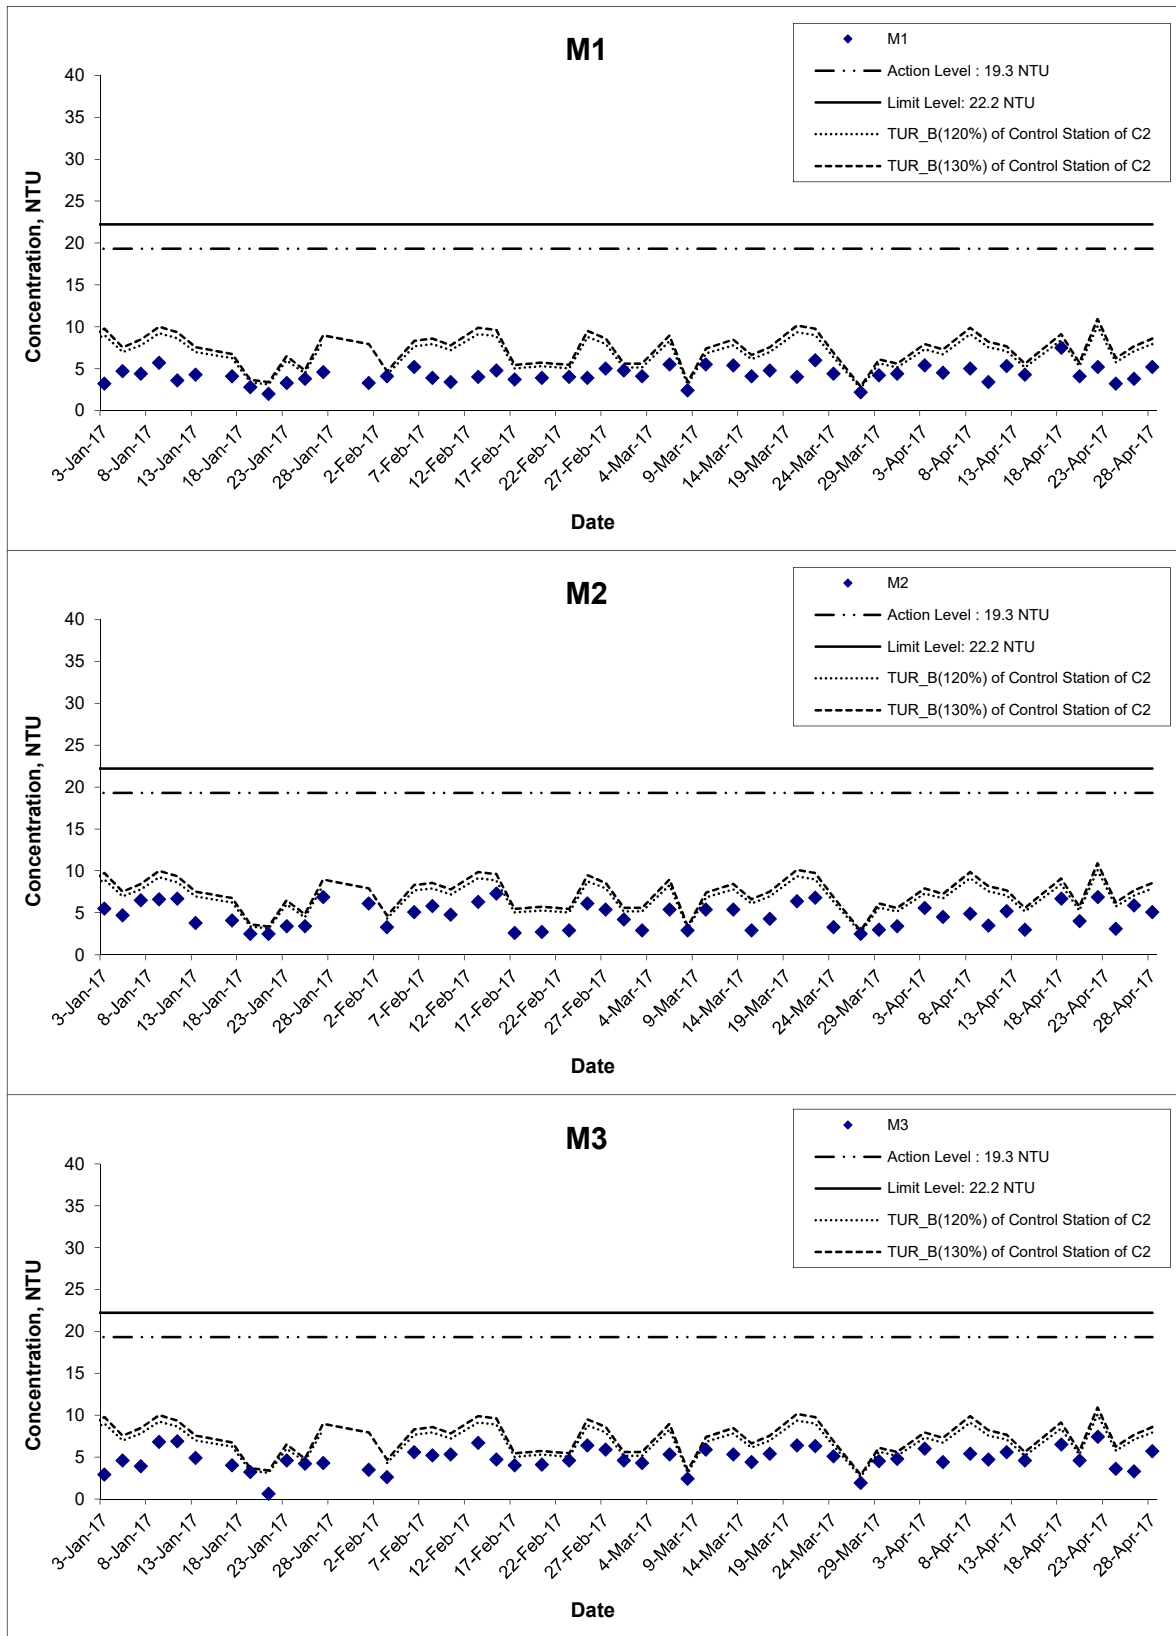 M1
M1
Action Level : 19.3 NTU
Limit Level: 22.2 NTU
TUR_B(120%) of Control Station of C2
TUR_B(130%) of Control Station of C2
Concentration, NTU
40
35
30
25
20
15
10
5
0
3-Jan-17
8-Jan-17
13-Jan-17
18-Jan-17
23-Jan-17
28-Jan-17
2-Feb-17
7-Feb-17
12-Feb-17
17-Feb-17
22-Feb-17
27-Feb-17
4-Mar-17
9-Mar-17
14-Mar-17
19-Mar-17
24-Mar-17
29-Mar-17
3-Apr-17
8-Apr-17
13-Apr-17
18-Apr-17
23-Apr-17
28-Apr-17
Date
M2
M2
Action Level : 19.3 NTU
Limit Level: 22.2 NTU
TUR_B(120%) of Control Station of C2
TUR_B(130%) of Control Station of C2
Concentration, NTU
40
35
30
25
20
15
10
5
0
3-Jan-17
8-Jan-17
13-Jan-17
18-Jan-17
23-Jan-17
28-Jan-17
2-Feb-17
7-Feb-17
12-Feb-17
17-Feb-17
22-Feb-17
27-Feb-17
4-Mar-17
9-Mar-17
14-Mar-17
19-Mar-17
24-Mar-17
29-Mar-17
3-Apr-17
8-Apr-17
13-Apr-17
18-Apr-17
23-Apr-17
28-Apr-17
Date
M3
M3
Action Level : 19.3 NTU
Limit Level: 22.2 NTU
TUR_B(120%) of Control Station of C2
TUR_B(130%) of Control Station of C2
Concentration, NTU
40
35
30
25
20
15
10
5
0
3-Jan-17
8-Jan-17
13-Jan-17
18-Jan-17
23-Jan-17
28-Jan-17
2-Feb-17
7-Feb-17
12-Feb-17
17-Feb-17
22-Feb-17
27-Feb-17
4-Mar-17
9-Mar-17
14-Mar-17
19-Mar-17
24-Mar-17
29-Mar-17
3-Apr-17
8-Apr-17
13-Apr-17
18-Apr-17
23-Apr-17
28-Apr-17
Date